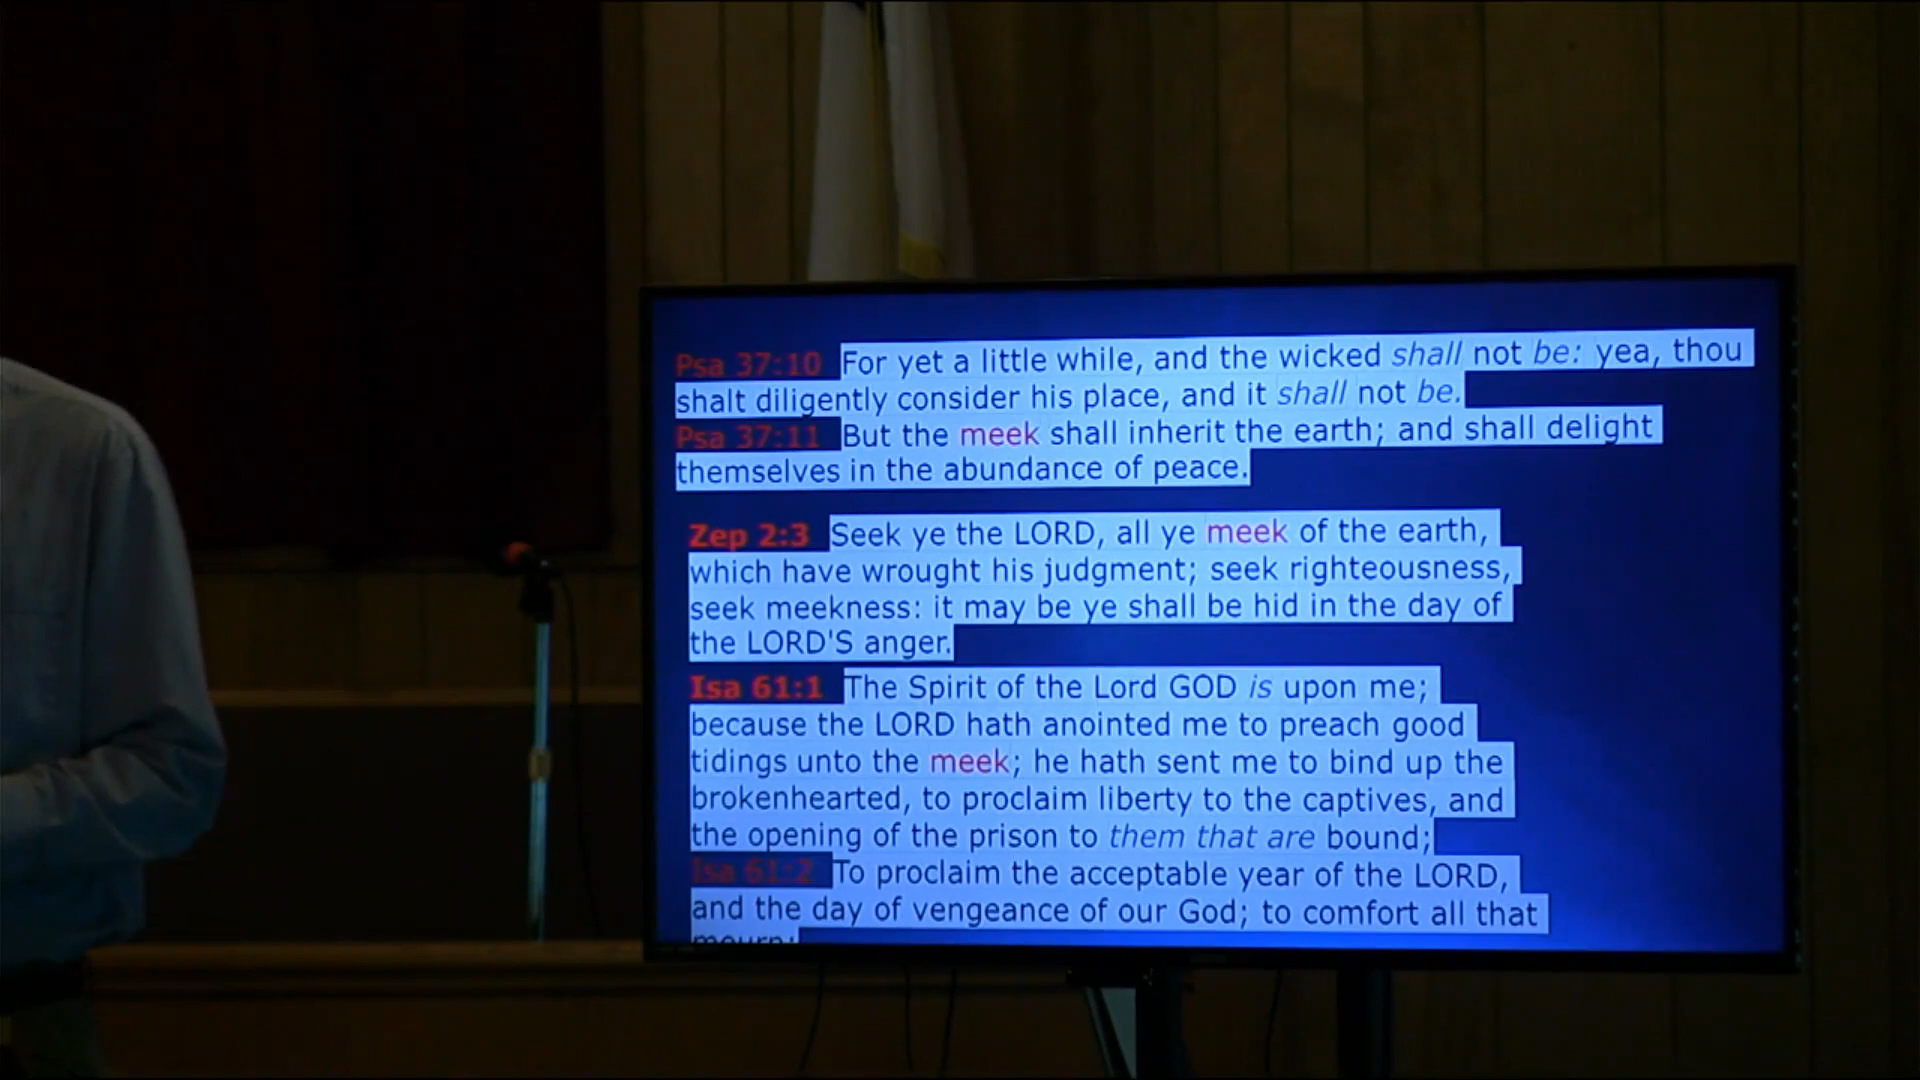 Psa 37:10 For yet a little while, and the wicked shall not be: yea, thou
shalt diligently consider his place, and it shall not be.
Psa 37:11 But the meek shall inherit the earth; and shall delight
themselves in the abundance of peace.
Zep 2:3 Seek ye the LORD, all ye meek of the earth,
which have wrought his judgment; seek righteousness,
seek meekness: it may be ye shall be hid in the day of
the LORD'S anger.
Isa 61:1 The Spirit of the Lord GOD is upon me;
because the LORD hath anointed me to preach good
tidings unto the meek; he hath sent me to bind up the
brokenhearted, to proclaim liberty to the captives, and
the opening of the prison to them that are bound;
Isa 61:2 To proclaim the acceptable year of the LORD,
and the day of vengeance of our God; to comfort all that
mourn;